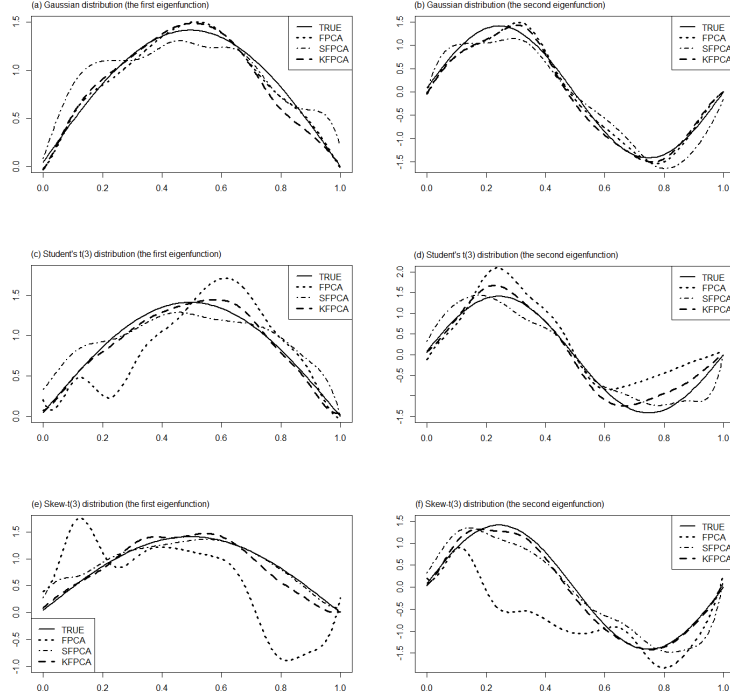 (a) Gaussian distribution (the first eigenfunction)
TRUE
FPCA
SFPCA
KFPCA
0.0 0.5 1.0 1.5
0.0 0.2 0.4 0.6 0.8 1.0
(b) Gaussian distribution (the second eigenfunction)
TRUE
FPCA
SFPCA
KFPCA
-1.5 -1.0 -0.5 0.0 0.5 1.0 1.5
0.0 0.2 0.4 0.6 0.8 1.0
(c) Student's t(3) distribution (the first eigenfunction)
TRUE
FPCA
SFPCA
KFPCA
0.0 0.5 1.0 1.5
0.0 0.2 0.4 0.6 0.8 1.0
(d) Student's t(3) distribution (the second eigenfunction)
TRUE
FPCA
SFPCA
KFPCA
-1.5 -0.5 0.0 0.5 1.0 1.5 2.0
0.0 0.2 0.4 0.6 0.8 1.0
(e) Skew-t(3) distribution (the first eigenfunction)
TRUE
FPCA
SFPCA
KFPCA
-1.0 -0.5 0.0 0.5 1.0 1.5
0.0 0.2 0.4 0.6 0.8 1.0
(f) Skew-t(3) distribution (the second eigenfunction)
TRUE
FPCA
SFPCA
KFPCA
-1.5 -1.0 -0.5 0.0 0.5 1.0 1.5
0.0 0.2 0.4 0.6 0.8 1.0